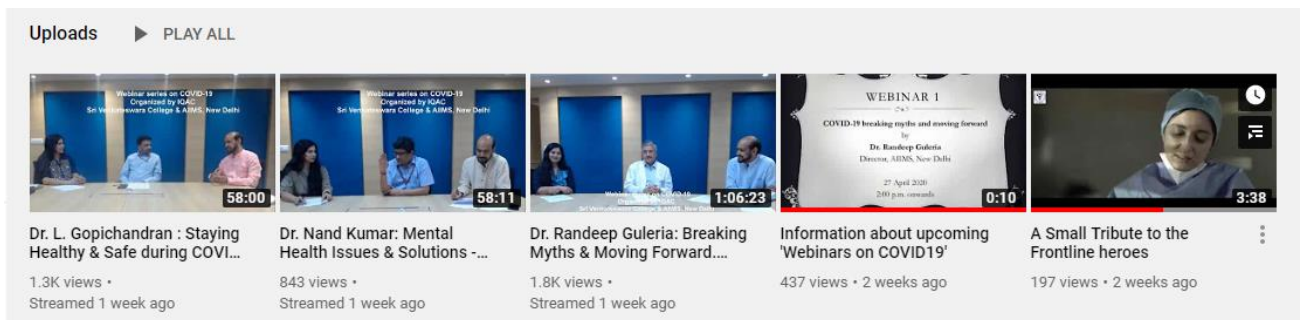 Uploads PLAY ALL
Webinar series on COVID-19
Organized by IQAC
Sri Venkateswara College & AIIMS, New Delhi
58:00
Dr. L. Gopichandran : Staying
Healthy & Safe during COVI...
1.3K views •
Streamed 1 week ago
Webinar series on COVID-19
Organized by IQAC
Sri Venkateswara College & AIIMS, New Delhi
58:11
Dr. Nand Kumar: Mental
Health Issues & Solutions -...
843 views •
Streamed 1 week ago
1:06:23
Dr. Randeep Guleria: Breaking
Myths & Moving Forward....
1.8K views •
Streamed 1 week ago
WEBINAR 1
COVID-19 breaking myths and moving forward
by
Dr. Randeep Guleria
Director, AIIMS, New Delhi
27 April 2020
2:00 p.m. onwards
0:10
Information about upcoming
'Webinars on COVID19'
437 views • 2 weeks ago
3:38
A Small Tribute to the
Frontline heroes
197 views • 2 weeks ago